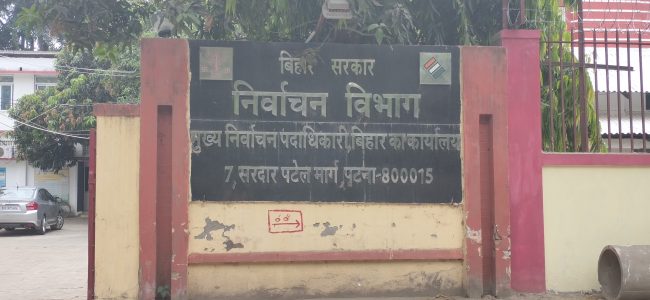 बिहार सरकार
निर्वाचन विभाग
मुख्य निर्वाचन पदाधिकारी,बिहार का कार्यालय
7, सरदार पटेल मार्ग, पटना-800015